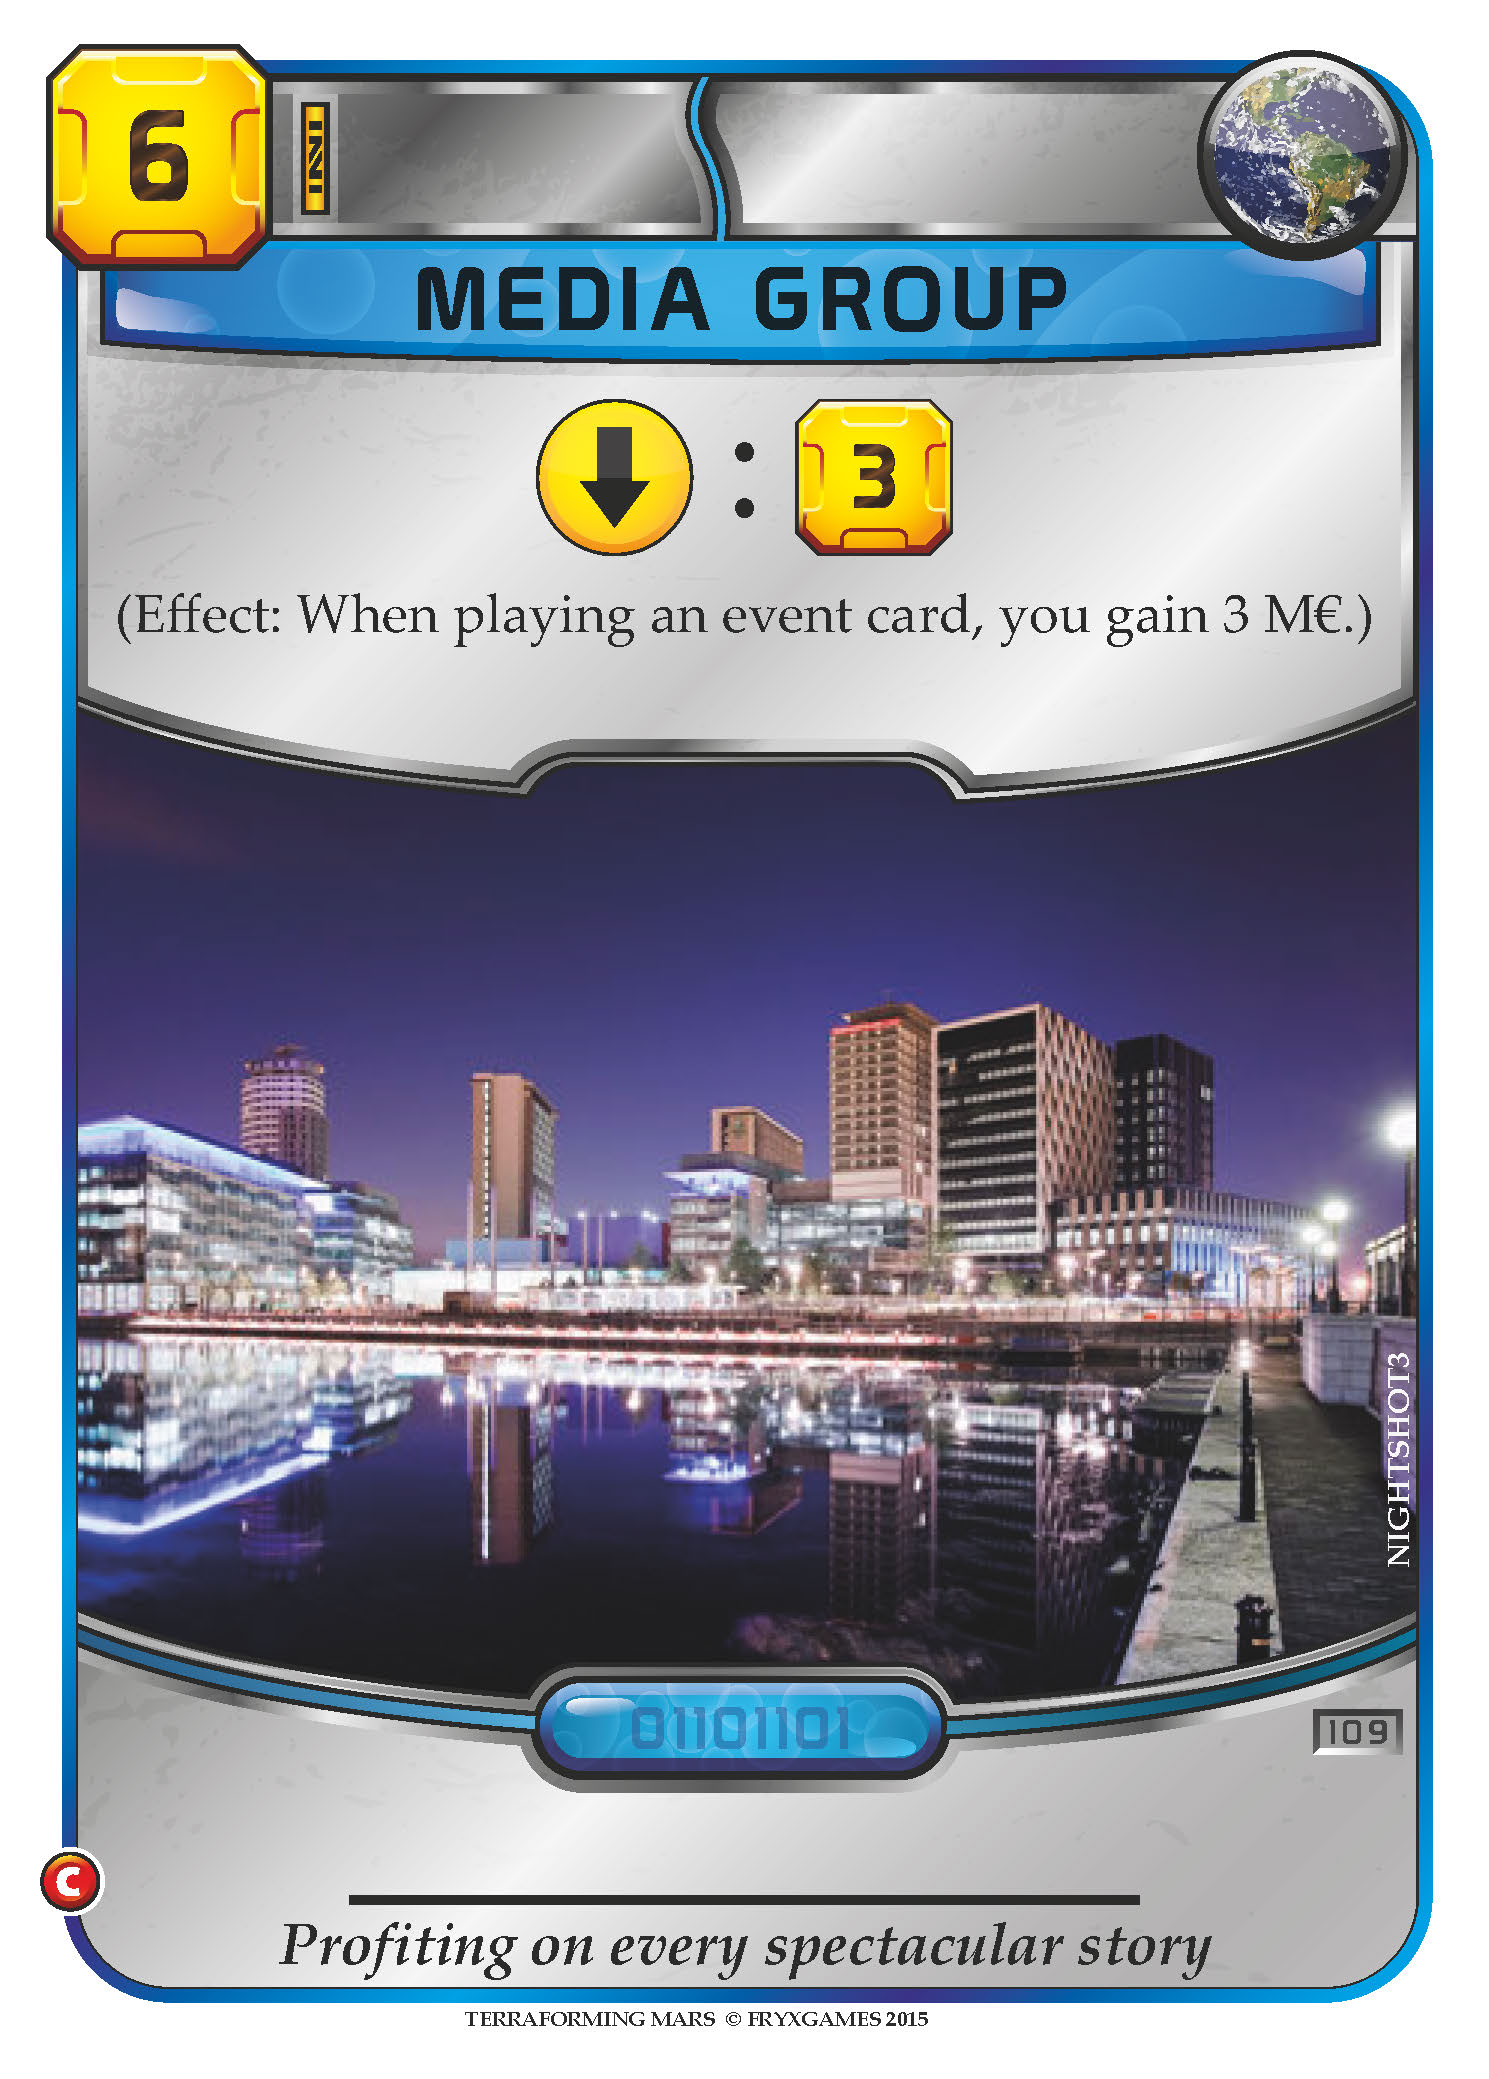 6
INNI
MEDIA GROUP
: 3
(Effect: When playing an event card, you gain 3 M€.)
NIGHTSHOT3
01101101
109
C
Profiting on every spectacular story
TERRAFORMING MARS © FRYXGAMES 2015